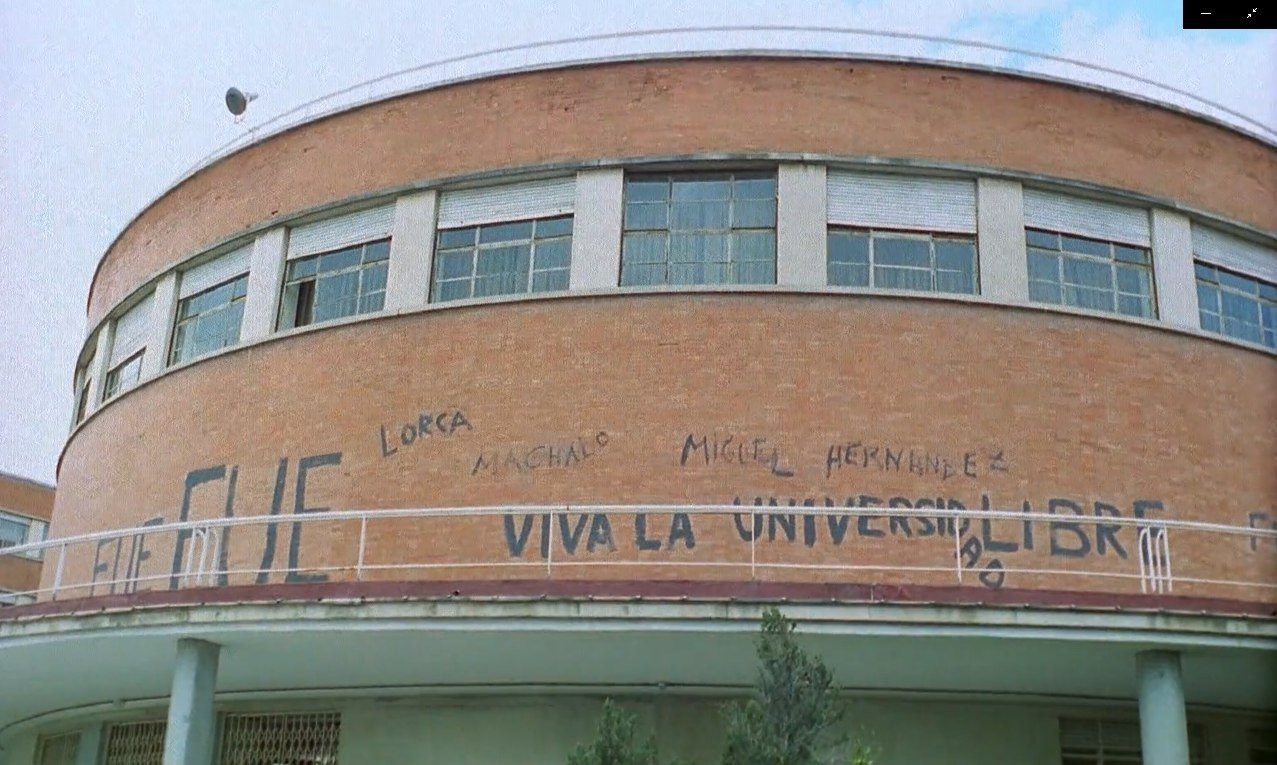 LORCA
MACHADO
MIGUEL HERNANDEZ
FUE
FUE
VIVA LA UNIVERSIDAD LIBRE